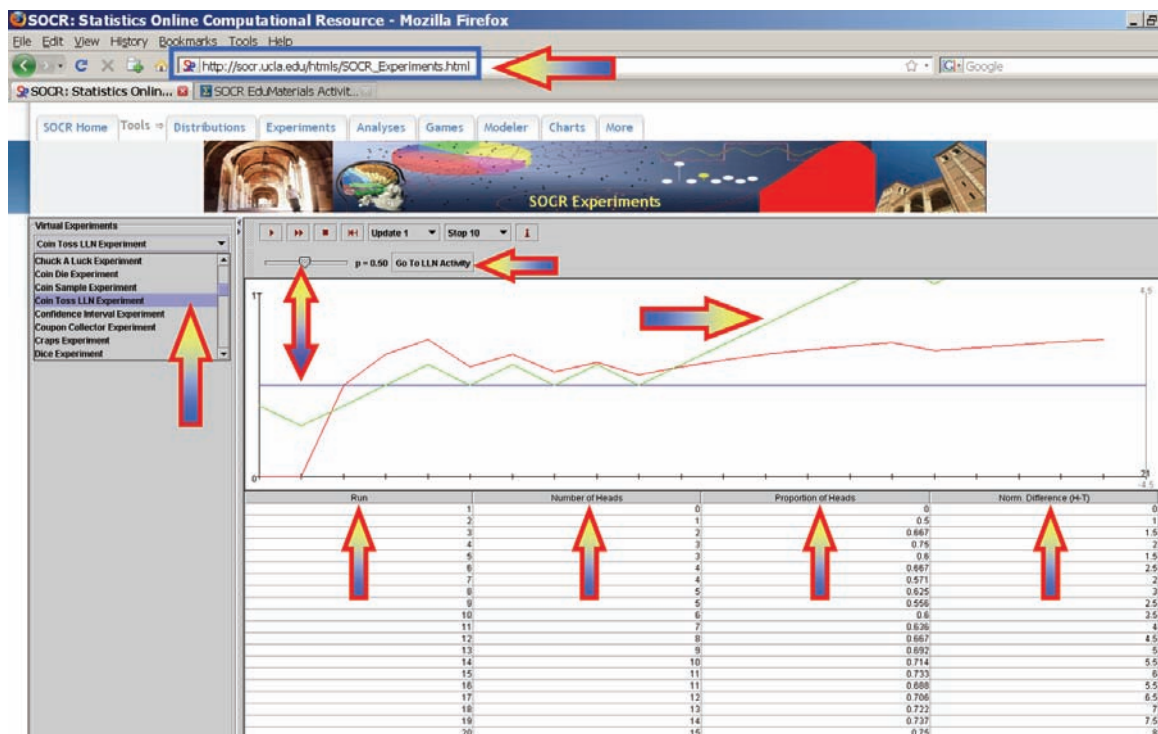 SOCR: Statistics Online Computational Resource - Mozilla Firefox
File Edit View History Bookmarks Tools Help
http://socr.ucla.edu/htmls/SOCR_Experiments.html
Google
SOCR: Statistics Onlin...
SOCR EduMaterials Activit...
SOCR Home Tools ⇒ Distributions Experiments Analyses Games Modeler Charts More
SOCR Experiments
Virtual Experiments
Coin Toss LLN Experiment
Chuck A Luck Experiment
Coin Die Experiment
Coin Sample Experiment
Coin Toss LLN Experiment
Confidence Interval Experiment
Coupon Collector Experiment
Craps Experiment
Dice Experiment
Update 1 Stop 10
p = 0.50 Go To LLN Activity
1 4.5
0
-4.5
Run Number of Heads Proportion of Heads Norm. Difference (H-T)
1 0 0 0
2 1 0.5 1
3 2 0.667 1.5
4 3 0.75 2
5 3 0.6 1.5
6 4 0.667 2.5
7 4 0.571 2
8 5 0.625 3
9 5 0.556 2.5
10 6 0.6 3.5
11 7 0.636 4
12 8 0.667 4.5
13 9 0.692 5
14 10 0.714 5.5
15 11 0.733 6
16 11 0.688 5.5
17 12 0.706 6.5
18 13 0.722 7
19 14 0.737 7.5
20 15 0.75 8